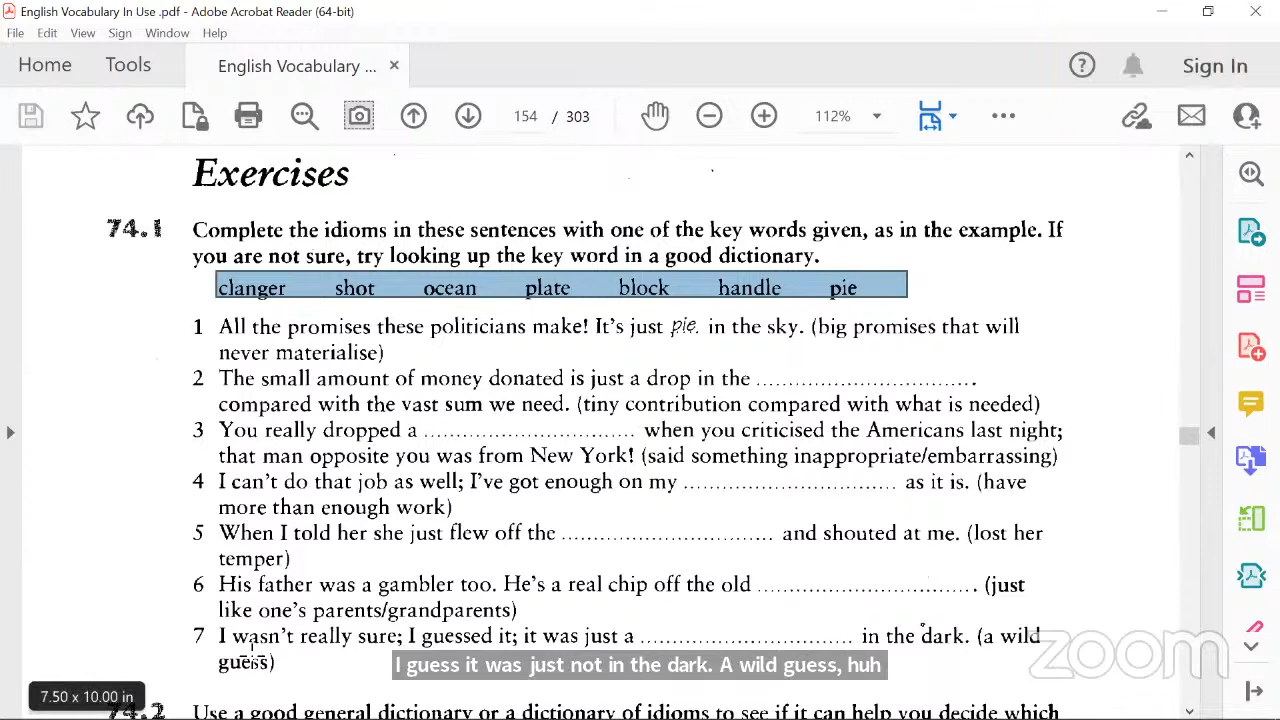 English Vocabulary In Use .pdf - Adobe Acrobat Reader (64-bit)
File Edit View Sign Window Help
Home Tools English Vocabulary ... × Sign In
154 / 303 112%
Exercises
74.1 Complete the idioms in these sentences with one of the key words given, as in the example. If
you are not sure, try looking up the key word in a good dictionary.
clanger shot ocean plate block handle pie
1 All the promises these politicians make! It's just pie. in the sky. (big promises that will
never materialise)
2 The small amount of money donated is just a drop in the ..................................
compared with the vast sum we need. (tiny contribution compared with what is needed)
3 You really dropped a ................................. when you criticised the Americans last night;
that man opposite you was from New York! (said something inappropriate/embarrassing)
4 I can't do that job as well; I've got enough on my ................................. as it is. (have
more than enough work)
5 When I told her she just flew off the ................................. and shouted at me. (lost her
temper)
6 His father was a gambler too. He's a real chip off the old .................................. (just
like one's parents/grandparents)
7 I wasn't really sure; I guessed it; it was just a ................................. in the dark. (a wild
guess)
I guess it was just not in the dark. A wild guess, huh
zoom
7.50 x 10.00 in
74.2 Use a good general dictionary or a dictionary of idioms to see if it can help you decide which